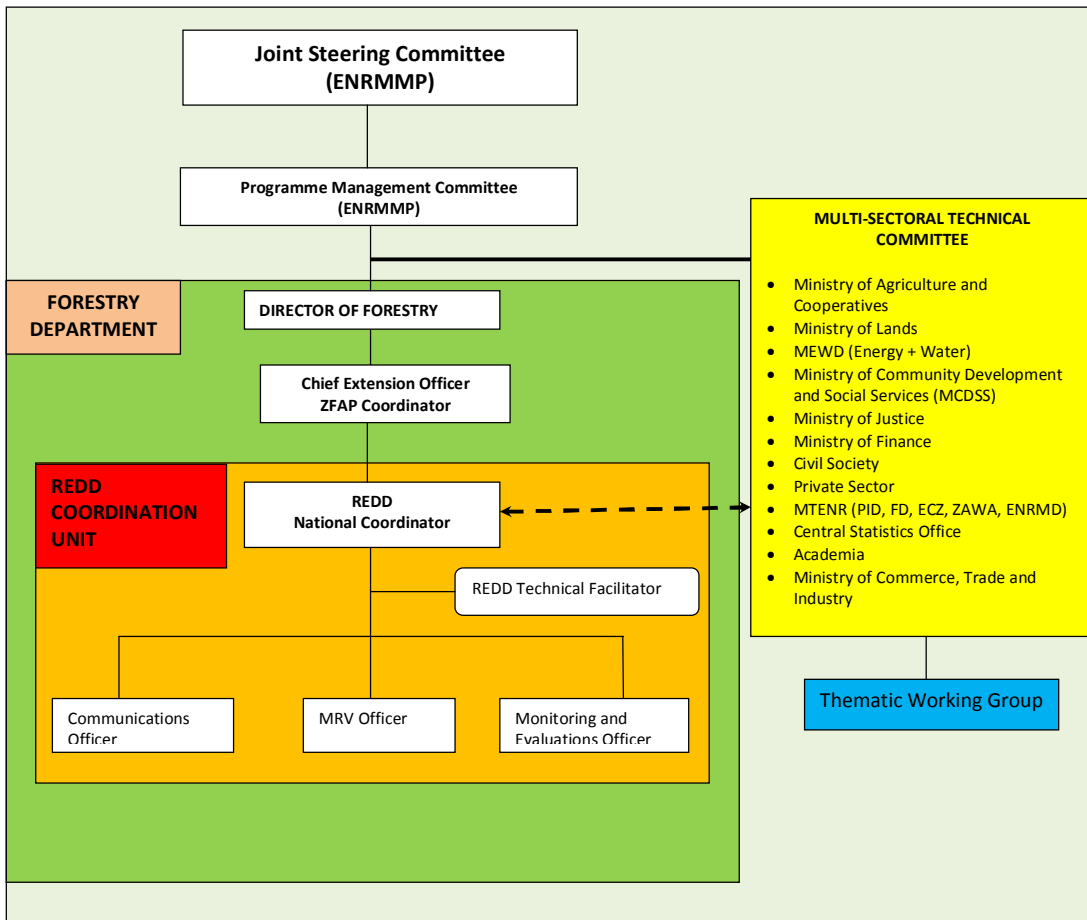 Joint Steering Committee
(ENRMMP)
Programme Management Committee
(ENRMMP)
MULTI-SECTORAL TECHNICAL
COMMITTEE
• Ministry of Agriculture and
Cooperatives
• Ministry of Lands
• MEWD (Energy + Water)
• Ministry of Community Development
and Social Services (MCDSS)
• Ministry of Justice
• Ministry of Finance
• Civil Society
• Private Sector
• MTENR (PID, FD, ECZ, ZAWA, ENRMD)
• Central Statistics Office
• Academia
• Ministry of Commerce, Trade and
Industry
FORESTRY
DEPARTMENT
DIRECTOR OF FORESTRY
Chief Extension Officer
ZFAP Coordinator
REDD
COORDINATION
UNIT
REDD
National Coordinator
REDD Technical Facilitator
Communications
Officer
MRV Officer
Monitoring and
Evaluations Officer
Thematic Working Group